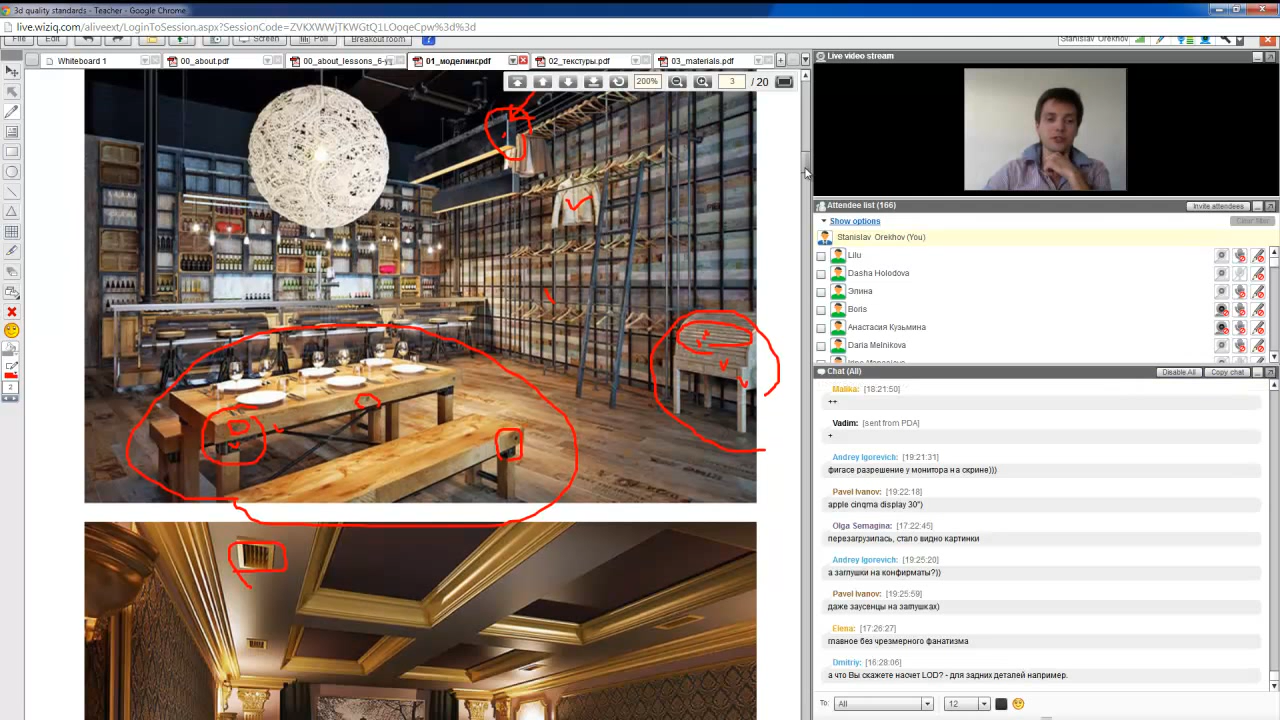 3d quality standards - Teacher - Google Chrome
live.wiziq.com/aliveext/LoginToSession.aspx?SessionCode=ZVKXWWjTKWGtQ1LOoqeCpw%3d%3d
File Edit Screen Poll Breakout room ?
Stanislav Orekhov
Whiteboard 1
00_about.pdf
00_about_lessons_6-
01_моделинг.pdf
02_текстуры.pdf
03_materials.pdf
200%
3 / 20
2
Live video stream
Attendee list (166)
Invite attendees
Show options
Clear
Stanislav Orekhov (You)
Lilu
Dasha Holodova
Элина
Boris
Анастасия Кузьмина
Daria Melnikova
Chat (All)
Disable All
Copy chat
Malika: [18:21:50]
++
Vadim: [sent from PDA]
+
Andrey Igorevich: [19:21:31]
фигасе разрешение у монитора на скрине)))
Pavel Ivanov: [19:22:18]
apple cinqma display 30")
Olga Semagina: [17:22:45]
перезагрузилась, стало видно картинки
Andrey Igorevich: [19:25:20]
а заглушки на конфирматы?))
Pavel Ivanov: [19:25:59]
даже заусенцы на заглушках)
Elena: [17:26:27]
главное без чрезмерного фанатизма
Dmitriy: [16:28:06]
а что Вы скажете насчет LOD? - для задних деталей например.
To: All
12